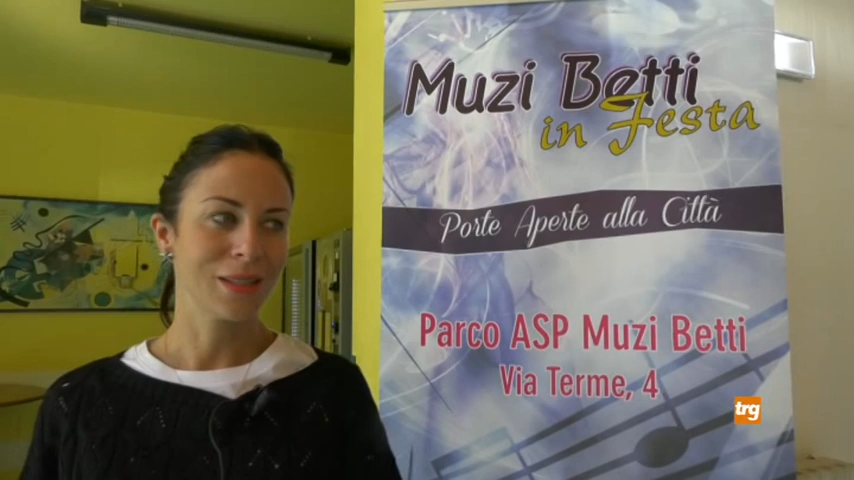 Muzi Betti
in Festa
Porte Aperte alla Città
Parco ASP Muzi Betti
Via Terme, 4
trg